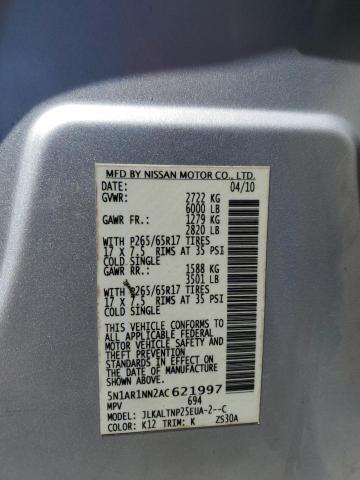 MFD BY NISSAN MOTOR CO., LTD.
DATE 04/10
GVWR: 2722 KG
6000 LB
GAWR FR: 1279 KG
2820 LB
WITH P265/65R17 TIRES
17 X 7.5 RIMS AT 35 PSI
COLD SINGLE
GAWR RR: 1588 KG
3501 LB
WITH P265/65R17 TIRES
17 X 7.5 RIMS AT 35 PSI
COLD SINGLE
THIS VEHICLE CONFORMS
TO ALL APPLICABLE FEDERAL
MOTOR VEHICLE SAFETY
STANDARDS IN EFFECT ON THE
DATE OF MANUFACTURE SHOWN
ABOVE.
5N1AR1NN2AC621997
MPV 694
MODEL: JLKALTNP25EUA-2--C
COLOR: K12 TRIM: K ZS30A